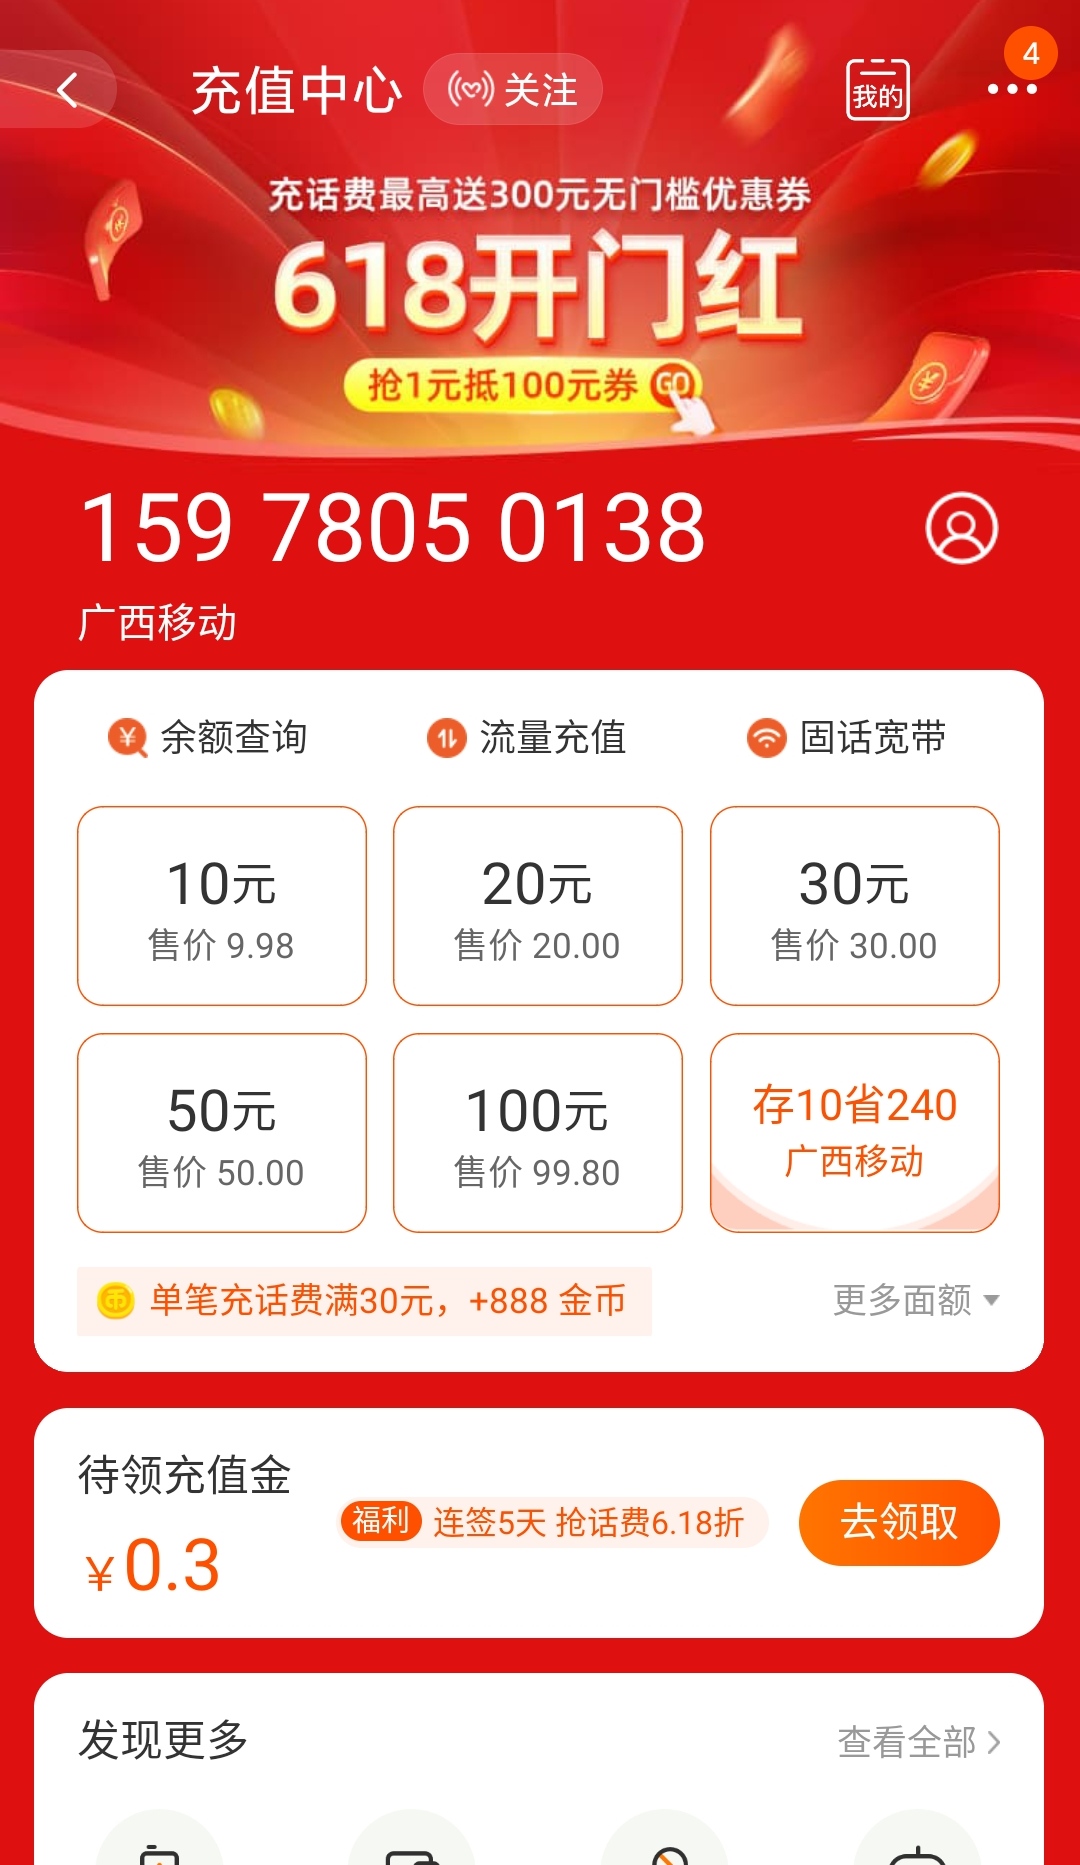 充值中心
关注
我的
4
充话费最高送300元无门槛优惠券
618开门红
抢1元抵100元券 GO
159 7805 0138
广西移动
余额查询
流量充值
固话宽带
10元
售价 9.98
20元
售价 20.00
30元
售价 30.00
50元
售价 50.00
100元
售价 99.80
存10省240
广西移动
单笔充话费满30元，+888 金币
更多面额
待领充值金
¥0.3
福利 连签5天 抢话费6.18折
去领取
发现更多
查看全部